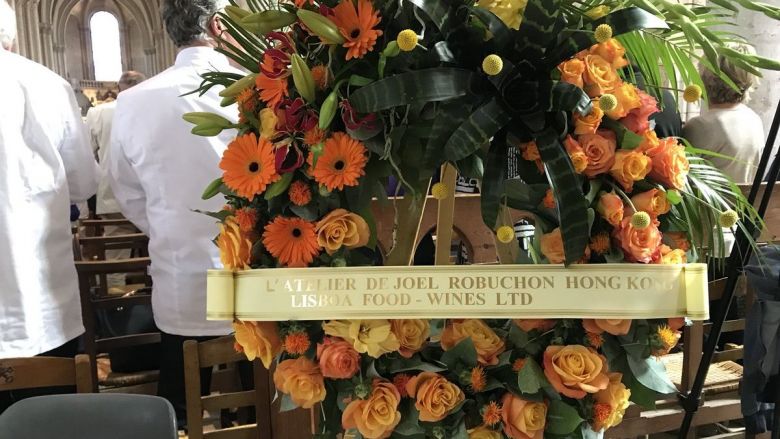 L'ATELIER DE JOEL ROBUCHON HONG KONG
LISBOA FOOD - WINES LTD